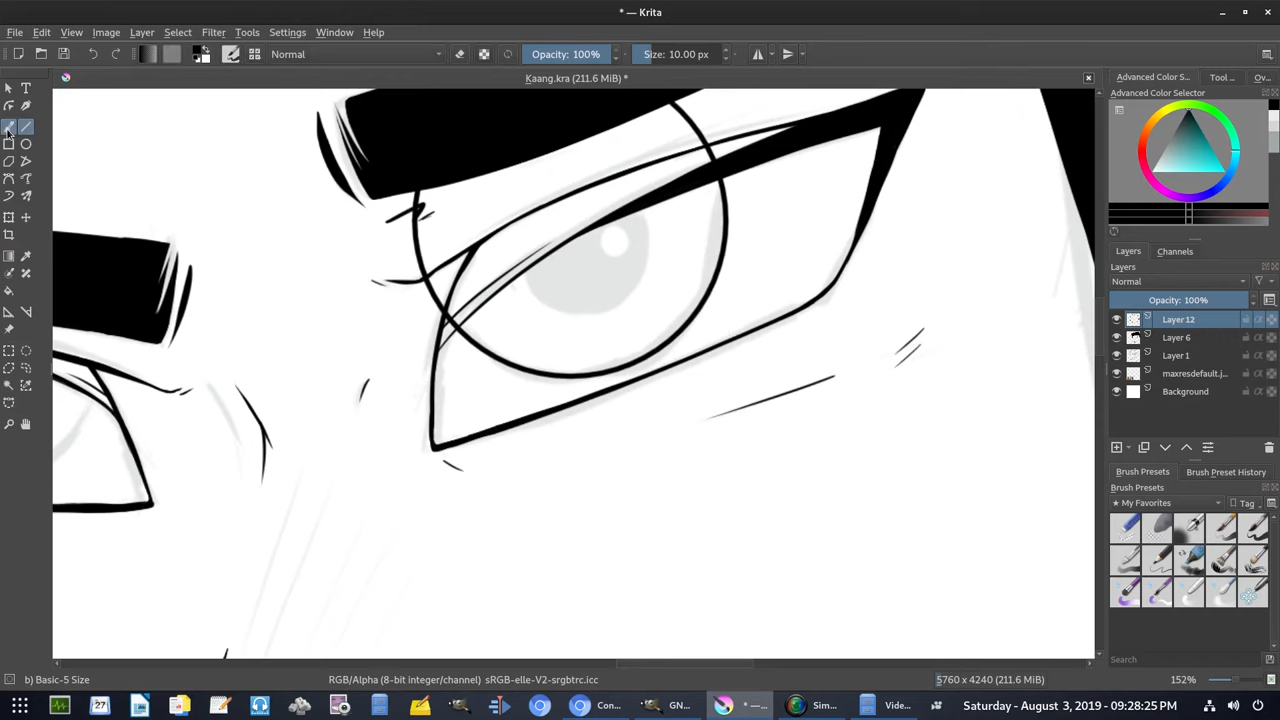 * — Krita
File Edit View Image Layer Select Filter Tools Settings Window Help
Normal Opacity: 100% Size: 10.00 px
Kaang.kra (211.6 MiB) *
Advanced Color S... Tool ... Ov...
Advanced Color Selector
Layers Channels
Layers
Normal
Opacity: 100%
Layer 12
Layer 6
Layer 1
maxresdefault.j...
Background
Brush Presets Brush Preset History
Brush Presets
★ My Favorites Tag
Search
b) Basic-5 Size RGB/Alpha (8-bit integer/channel) sRGB-elle-V2-srgbtrc.icc 5760 x 4240 (211.6 MiB) 152%
27 Con... GN... * —... Sim... Vide... Saturday - August 3, 2019 - 09:28:25 PM